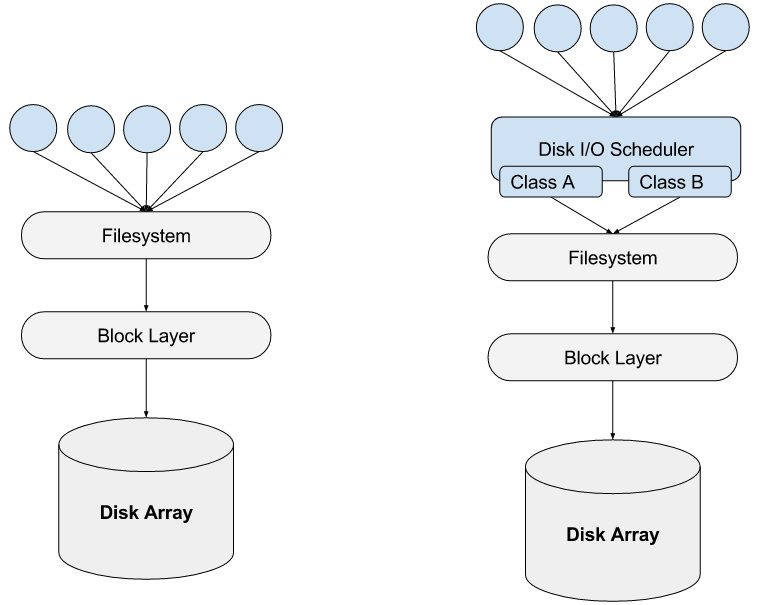 Filesystem
Block Layer
Disk Array
Disk I/O Scheduler
Class A
Class B
Filesystem
Block Layer
Disk Array